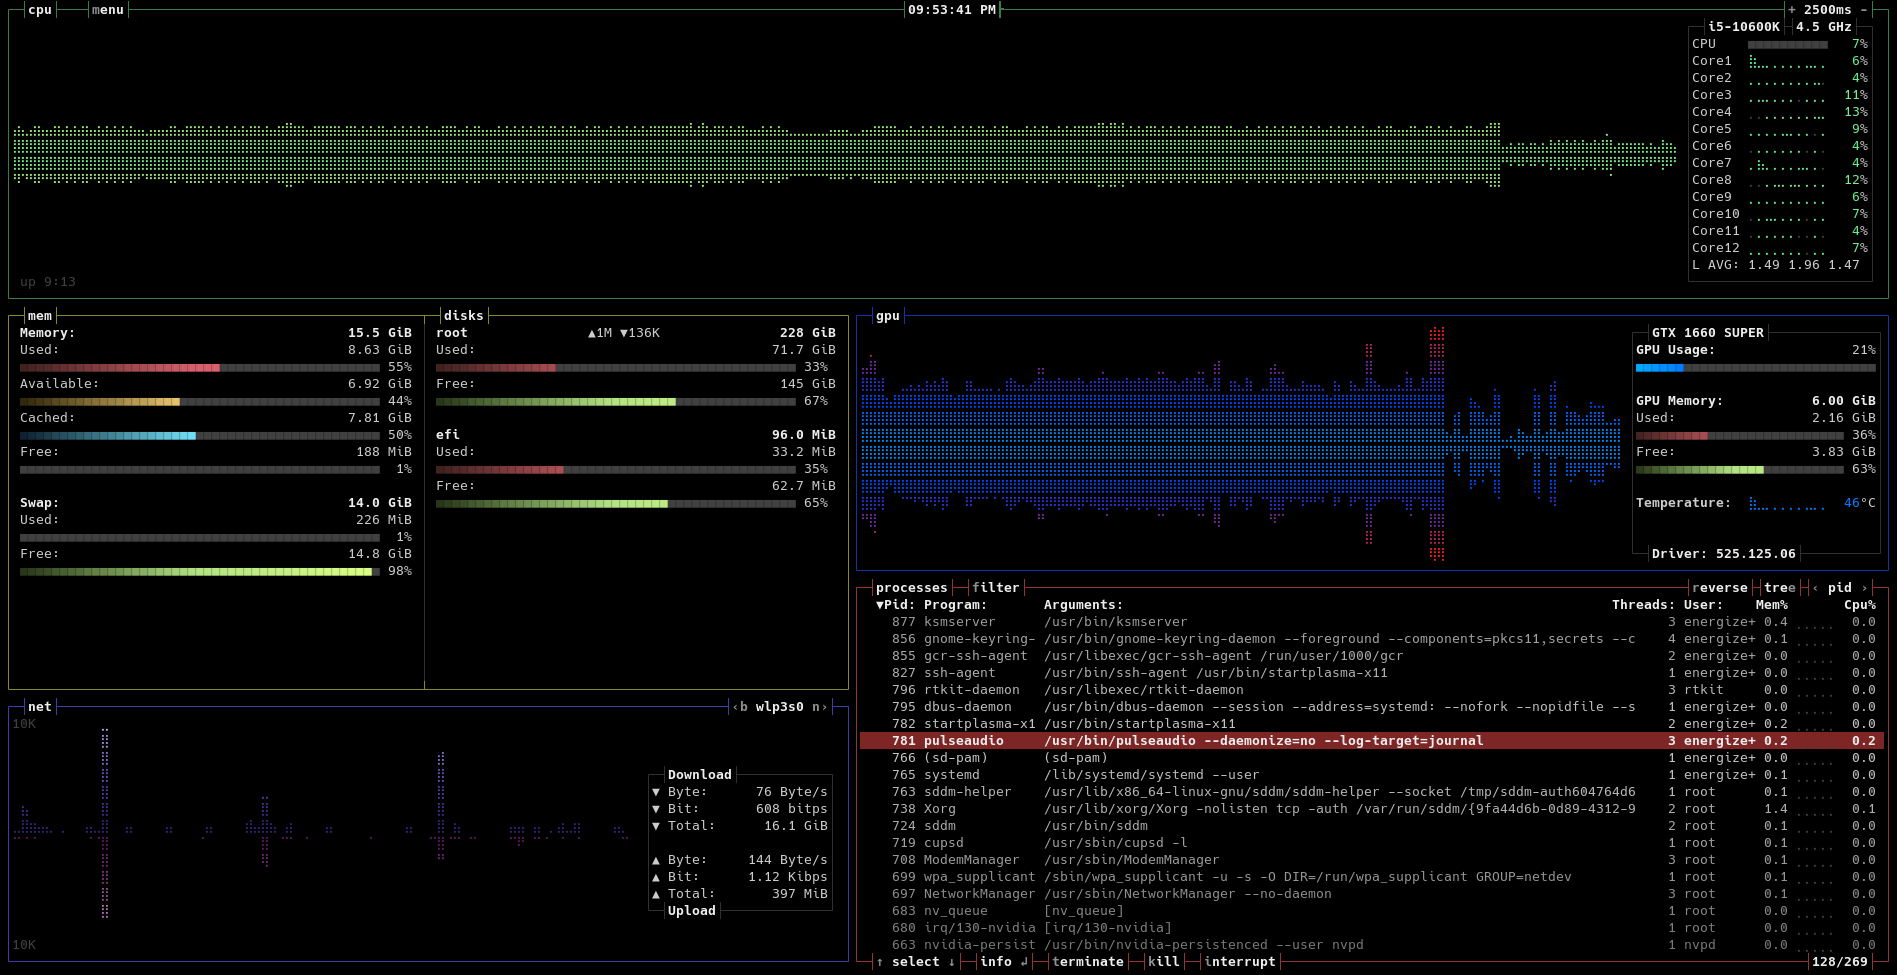 cpu menu 09:53:41 PM + 2500ms -
i5-10600K 4.5 GHz
CPU 7%
Core1 6%
Core2 4%
Core3 11%
Core4 13%
Core5 9%
Core6 4%
Core7 4%
Core8 12%
Core9 6%
Core10 7%
Core11 4%
Core12 7%
L AVG: 1.49 1.96 1.47
up 9:13
mem
Memory: 15.5 GiB
Used: 8.63 GiB
55%
Available: 6.92 GiB
44%
Cached: 7.81 GiB
50%
Free: 188 MiB
1%
Swap: 14.0 GiB
Used: 226 MiB
1%
Free: 14.8 GiB
98%
disks
root ▲1M ▼136K 228 GiB
Used: 71.7 GiB
33%
Free: 145 GiB
67%
efi 96.0 MiB
Used: 33.2 MiB
35%
Free: 62.7 MiB
65%
gpu
GTX 1660 SUPER
GPU Usage: 21%
GPU Memory: 6.00 GiB
Used: 2.16 GiB
36%
Free: 3.83 GiB
63%
Temperature: 46°C
Driver: 525.125.06
net ‹b wlp3s0 n›
10K
Download
▼ Byte: 76 Byte/s
▼ Bit: 608 bitps
▼ Total: 16.1 GiB
▲ Byte: 144 Byte/s
▲ Bit: 1.12 Kibps
▲ Total: 397 MiB
Upload
10K
processes filter reverse tree ‹ pid ›
▼Pid: Program: Arguments: Threads: User: Mem% Cpu%
877 ksmserver /usr/bin/ksmserver 3 energize+ 0.4 0.0
856 gnome-keyring- /usr/bin/gnome-keyring-daemon --foreground --components=pkcs11,secrets --c 4 energize+ 0.1 0.0
855 gcr-ssh-agent /usr/libexec/gcr-ssh-agent /run/user/1000/gcr 2 energize+ 0.0 0.0
827 ssh-agent /usr/bin/ssh-agent /usr/bin/startplasma-x11 1 energize+ 0.0 0.0
796 rtkit-daemon /usr/libexec/rtkit-daemon 3 rtkit 0.0 0.0
795 dbus-daemon /usr/bin/dbus-daemon --session --address=systemd: --nofork --nopidfile --s 1 energize+ 0.0 0.0
782 startplasma-x1 /usr/bin/startplasma-x11 2 energize+ 0.2 0.0
781 pulseaudio /usr/bin/pulseaudio --daemonize=no --log-target=journal 3 energize+ 0.2 0.2
766 (sd-pam) (sd-pam) 1 energize+ 0.0 0.0
765 systemd /lib/systemd/systemd --user 1 energize+ 0.1 0.0
763 sddm-helper /usr/lib/x86_64-linux-gnu/sddm/sddm-helper --socket /tmp/sddm-auth604764d6 1 root 0.1 0.0
738 Xorg /usr/lib/xorg/Xorg -nolisten tcp -auth /var/run/sddm/{9fa44d6b-0d89-4312-9 2 root 1.4 0.1
724 sddm /usr/bin/sddm 2 root 0.1 0.0
719 cupsd /usr/sbin/cupsd -l 1 root 0.1 0.0
708 ModemManager /usr/sbin/ModemManager 3 root 0.1 0.0
699 wpa_supplicant /sbin/wpa_supplicant -u -s -O DIR=/run/wpa_supplicant GROUP=netdev 1 root 0.1 0.0
697 NetworkManager /usr/sbin/NetworkManager --no-daemon 3 root 0.1 0.0
683 nv_queue [nv_queue] 1 root 0.0 0.0
680 irq/130-nvidia [irq/130-nvidia] 1 root 0.0 0.0
663 nvidia-persist /usr/bin/nvidia-persistenced --user nvpd 1 nvpd 0.0 0.0
↑ select ↓ info ↲ terminate kill interrupt 128/269